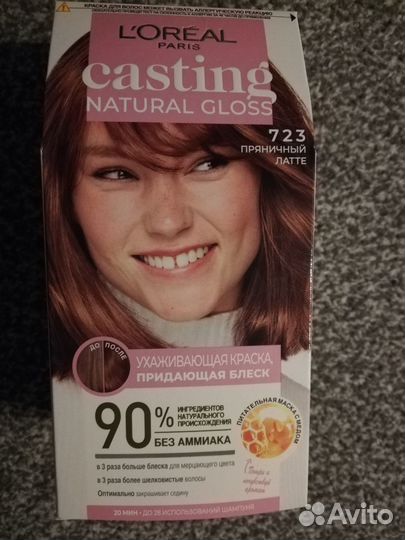 КРАСКА ДЛЯ ВОЛОС МОЖЕТ ВЫЗВАТЬ АЛЛЕРГИЧЕСКУЮ РЕАКЦИЮ
L'ORÉAL
PARIS
casting
NATURAL GLOSS
723
ПРЯНИЧНЫЙ
ЛАТТЕ
ДО
ПОСЛЕ
УХАЖИВАЮЩАЯ КРАСКА,
ПРИДАЮЩАЯ БЛЕСК
90%
ИНГРЕДИЕНТОВ
НАТУРАЛЬНОГО
ПРОИСХОЖДЕНИЯ
БЕЗ АММИАКА
ПИТАТЕЛЬНАЯ МАСКА С МЕДОМ
в 3 раза больше блеска для мерцающего цвета
в 3 раза более шелковистые волосы
Оптимально закрашивает седину
20 МИН • ДО 28 ИСПОЛЬЗОВАНИЙ ШАМПУНЯ
Avito